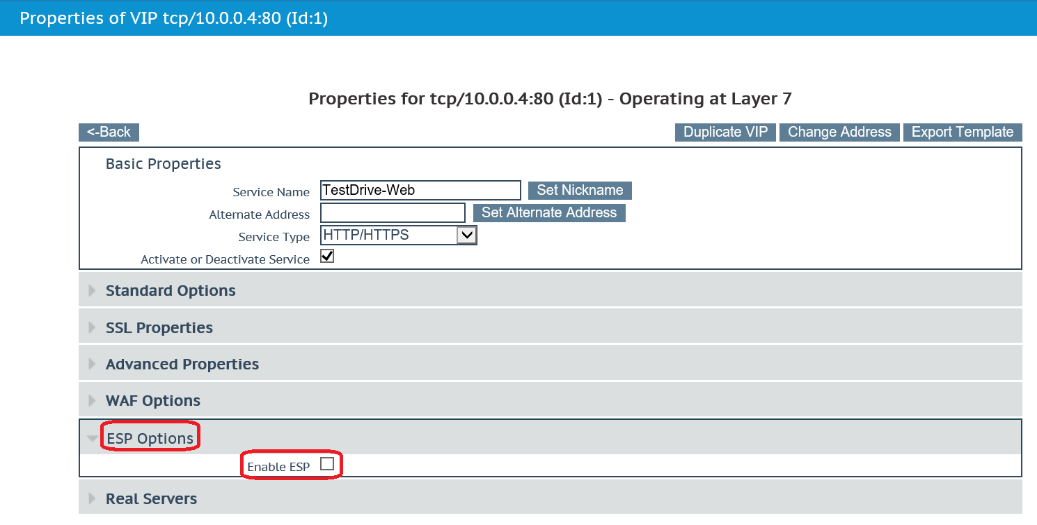 Properties of VIP tcp/10.0.0.4:80 (Id:1)
Properties for tcp/10.0.0.4:80 (Id:1) - Operating at Layer 7
<-Back Duplicate VIP Change Address Export Template
Basic Properties
Service Name TestDrive-Web Set Nickname
Alternate Address Set Alternate Address
Service Type HTTP/HTTPS
Activate or Deactivate Service
Standard Options
SSL Properties
Advanced Properties
WAF Options
ESP Options
Enable ESP
Real Servers